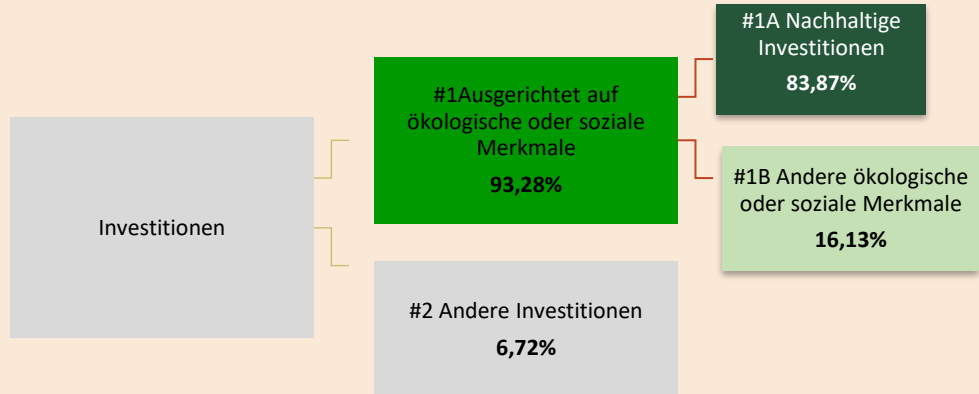 Investitionen
#1Ausgerichtet auf
ökologische oder soziale
Merkmale
93,28%
#2 Andere Investitionen
6,72%
#1A Nachhaltige
Investitionen
83,87%
#1B Andere ökologische
oder soziale Merkmale
16,13%